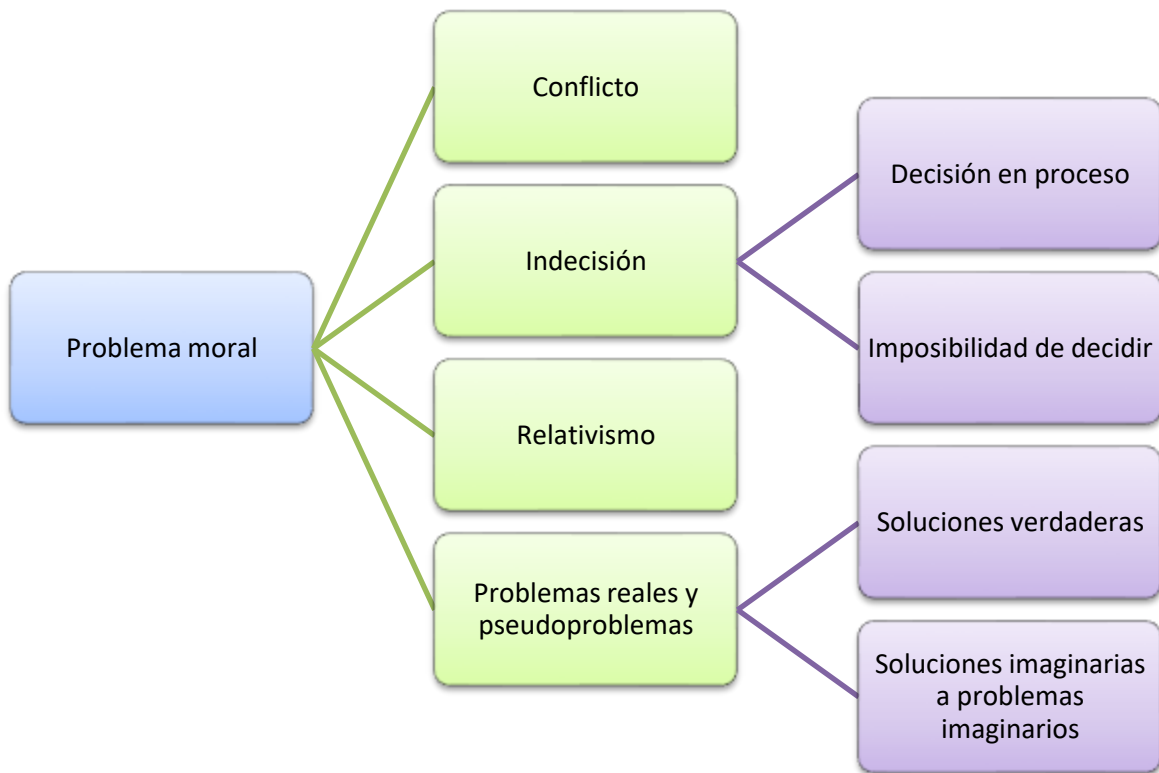 Problema moral
Conflicto
Indecisión
Decisión en proceso
Imposibilidad de decidir
Relativismo
Problemas reales y
pseudoproblemas
Soluciones verdaderas
Soluciones imaginarias
a problemas
imaginarios